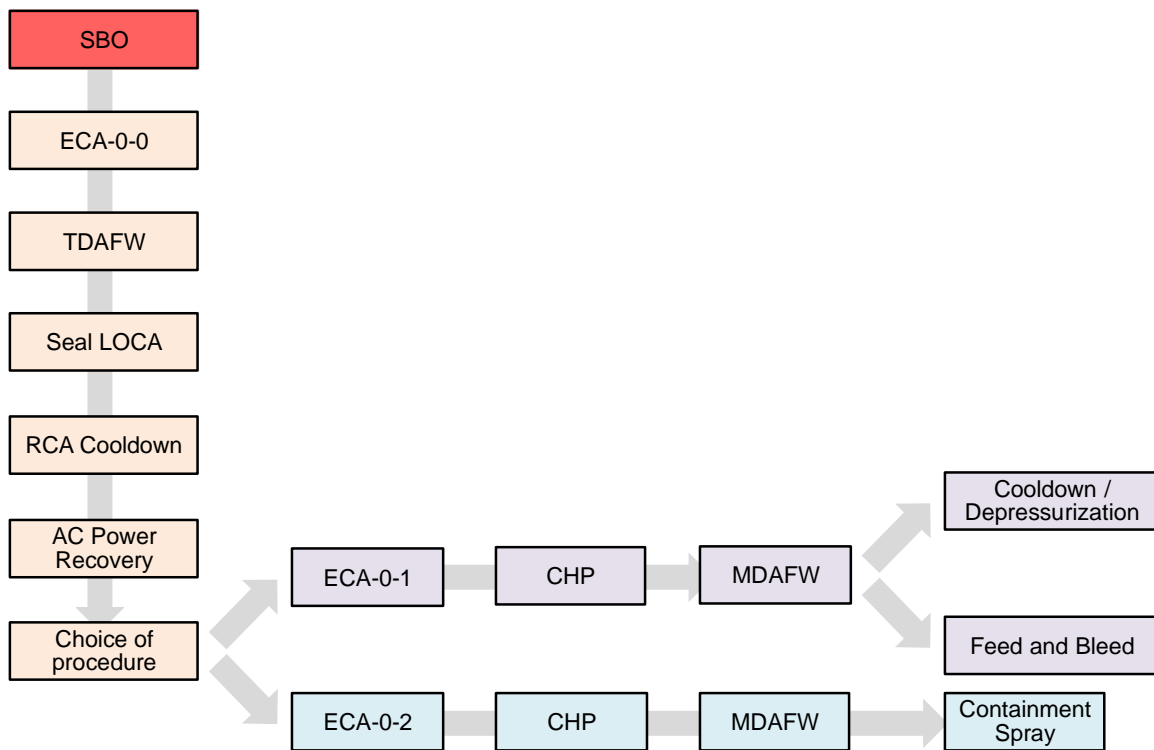 SBO
ECA-0-0
TDAFW
Seal LOCA
RCA Cooldown
AC Power
Recovery
Choice of
procedure
ECA-0-1
CHP
MDAFW
Cooldown /
Depressurization
Feed and Bleed
ECA-0-2
CHP
MDAFW
Containment
Spray